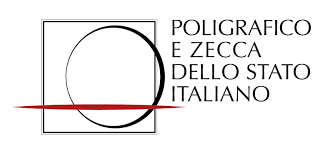 POLIGRAFICO
E ZECCA
DELLO STATO
ITALIANO